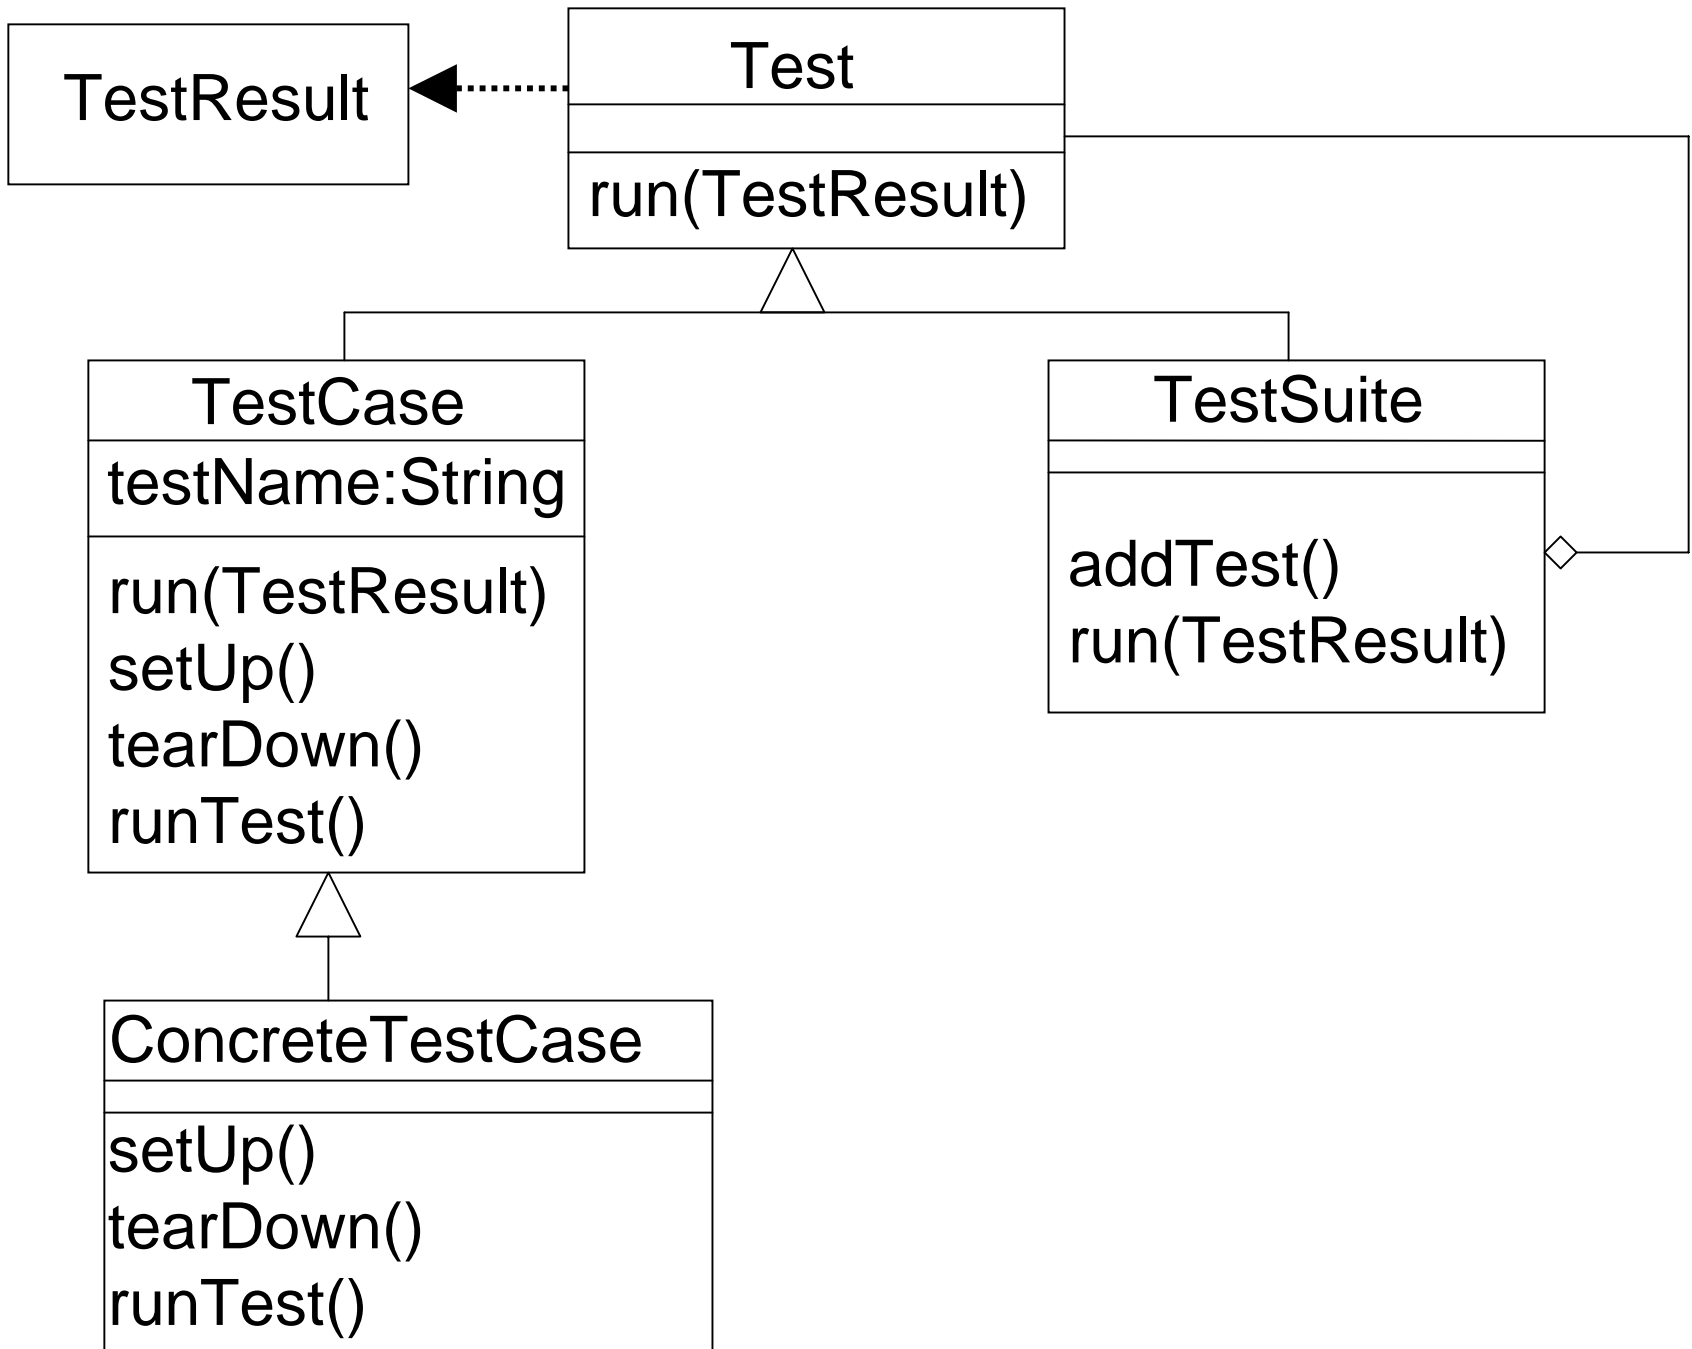 TestResult
Test
run(TestResult)
TestCase
testName:String
run(TestResult)
setUp()
tearDown()
runTest()
TestSuite
addTest()
run(TestResult)
ConcreteTestCase
setUp()
tearDown()
runTest()